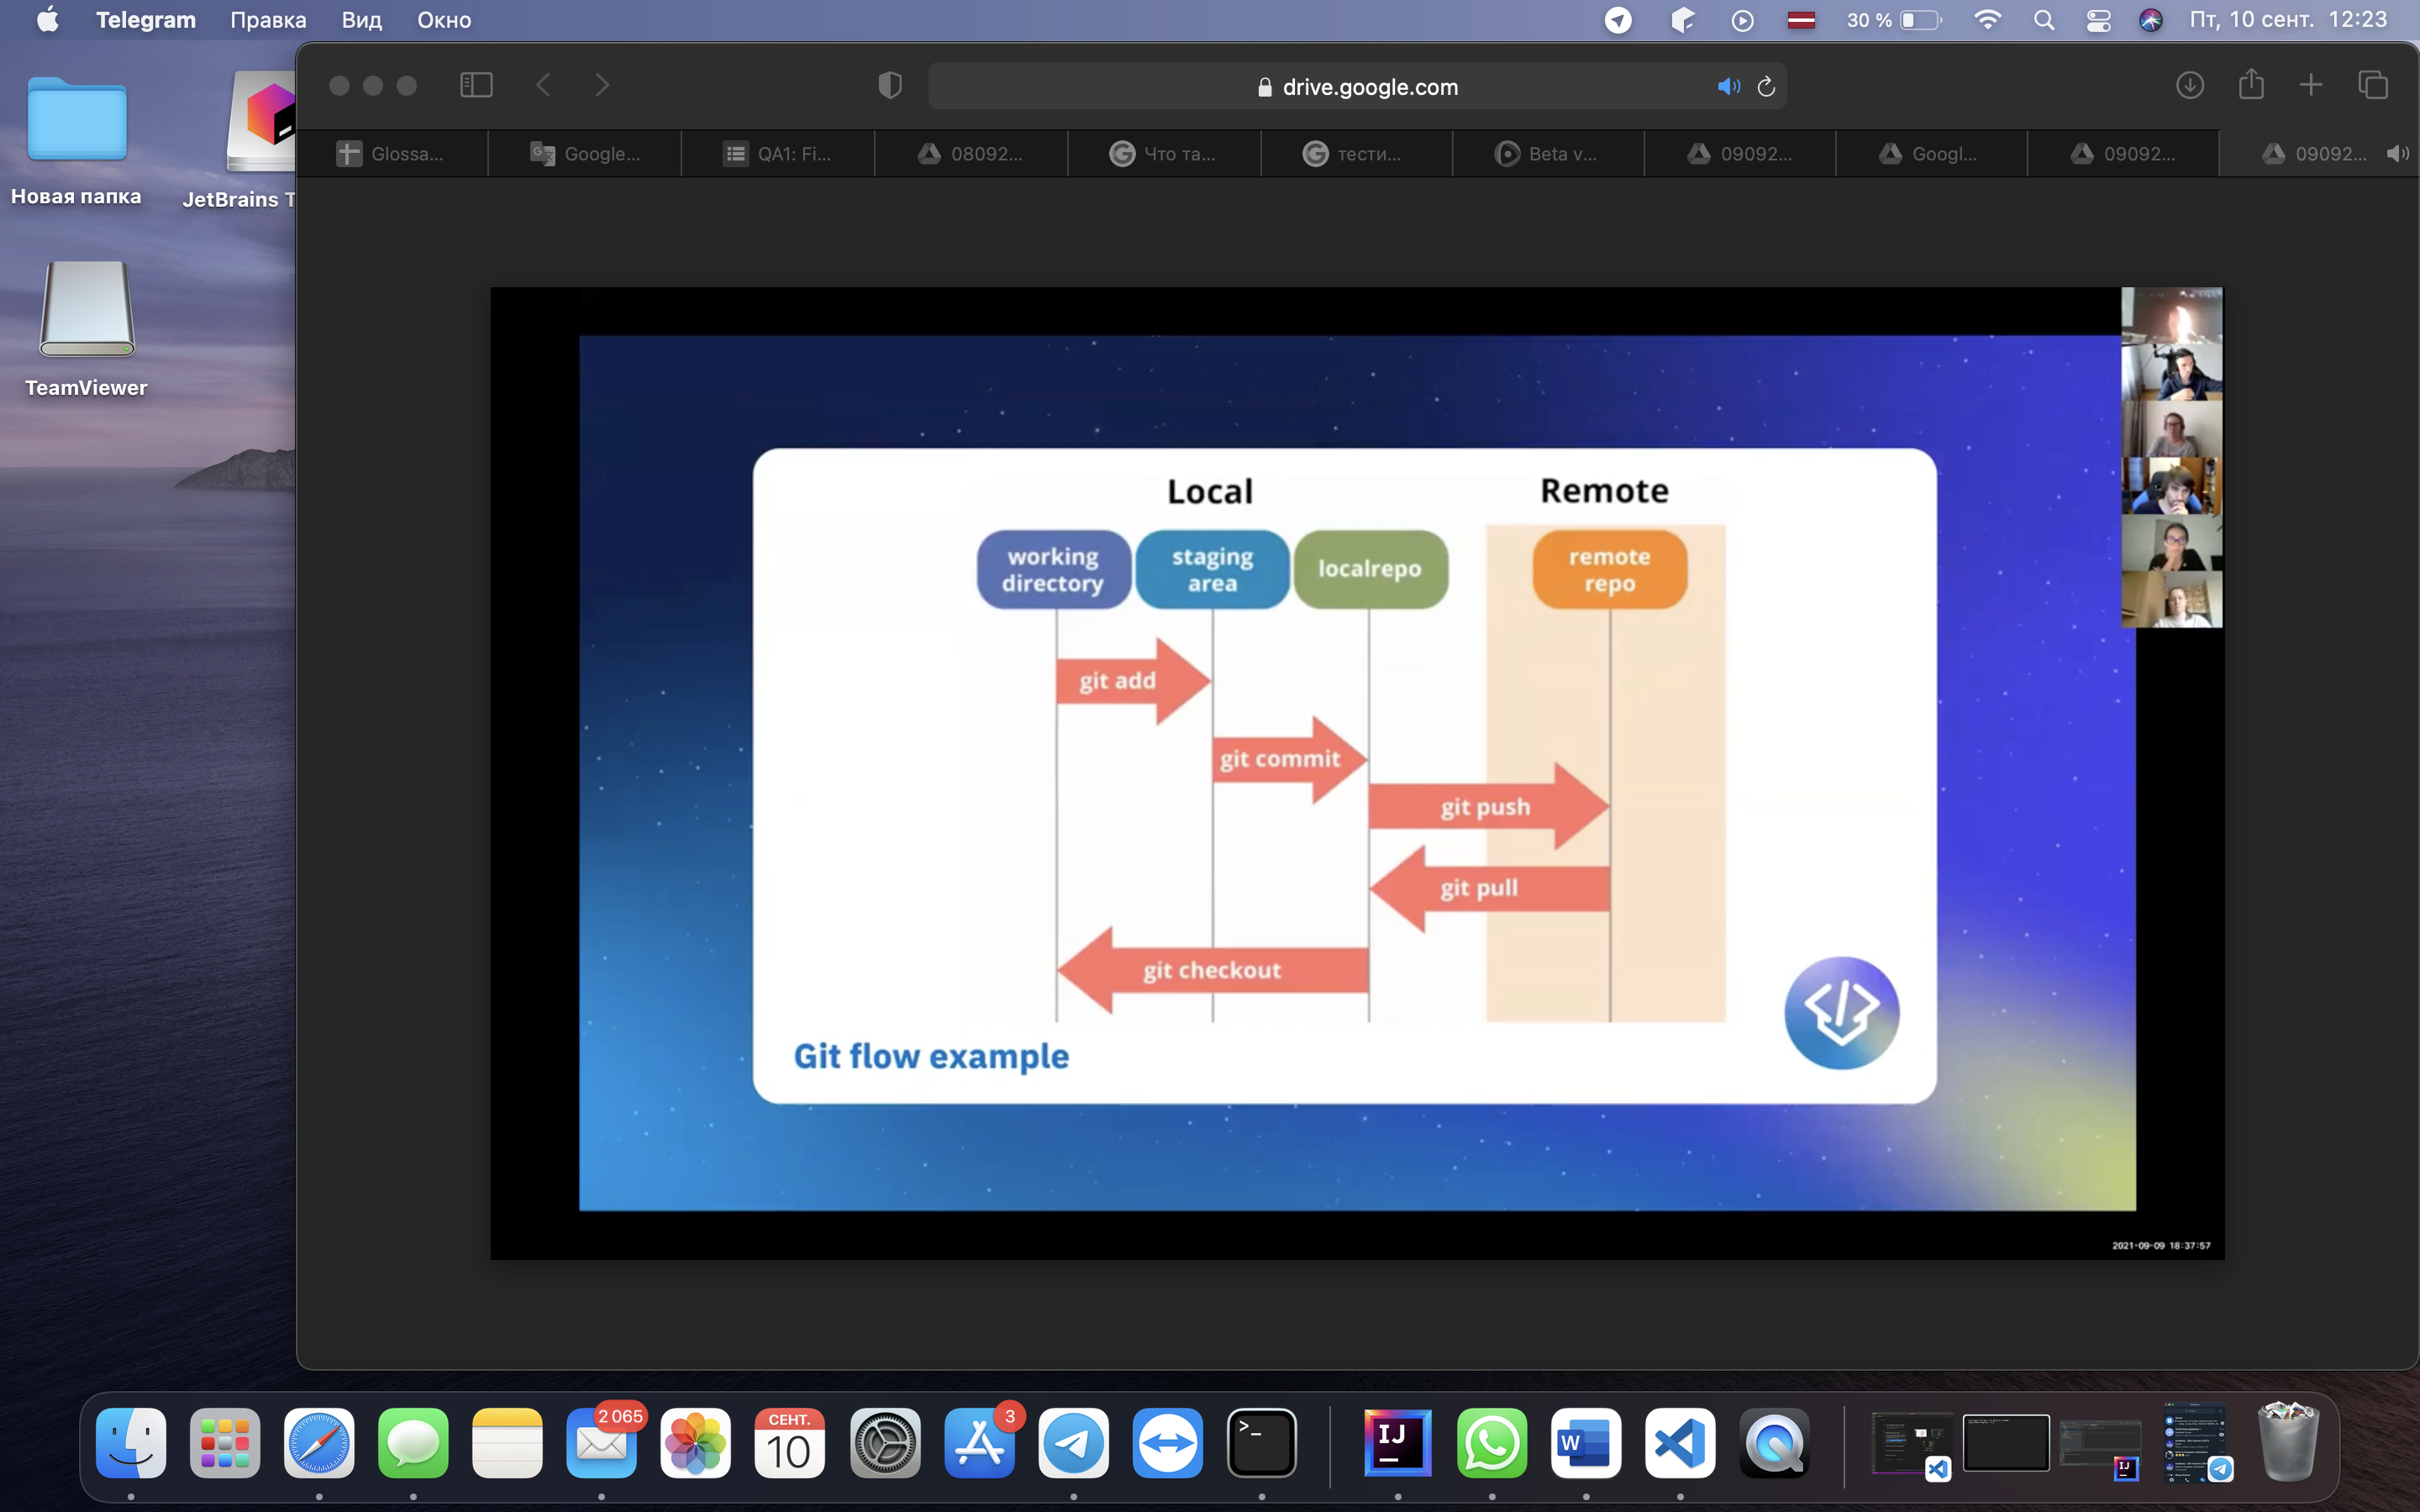 Telegram Правка Вид Окно 30 % Пт, 10 сент. 12:23
drive.google.com
Glossa... Google... QA1: Fi... 08092... Что та... тести... Beta v... 09092... Googl... 09092... 09092...
Новая папка
JetBrains T
TeamViewer
Local Remote
working directory
staging area
localrepo
remote repo
git add
git commit
git push
git pull
git checkout
Git flow example
2021-09-09 18:37:57
2 065
СЕНТ.
10
3
>_
IJ
W
IJ